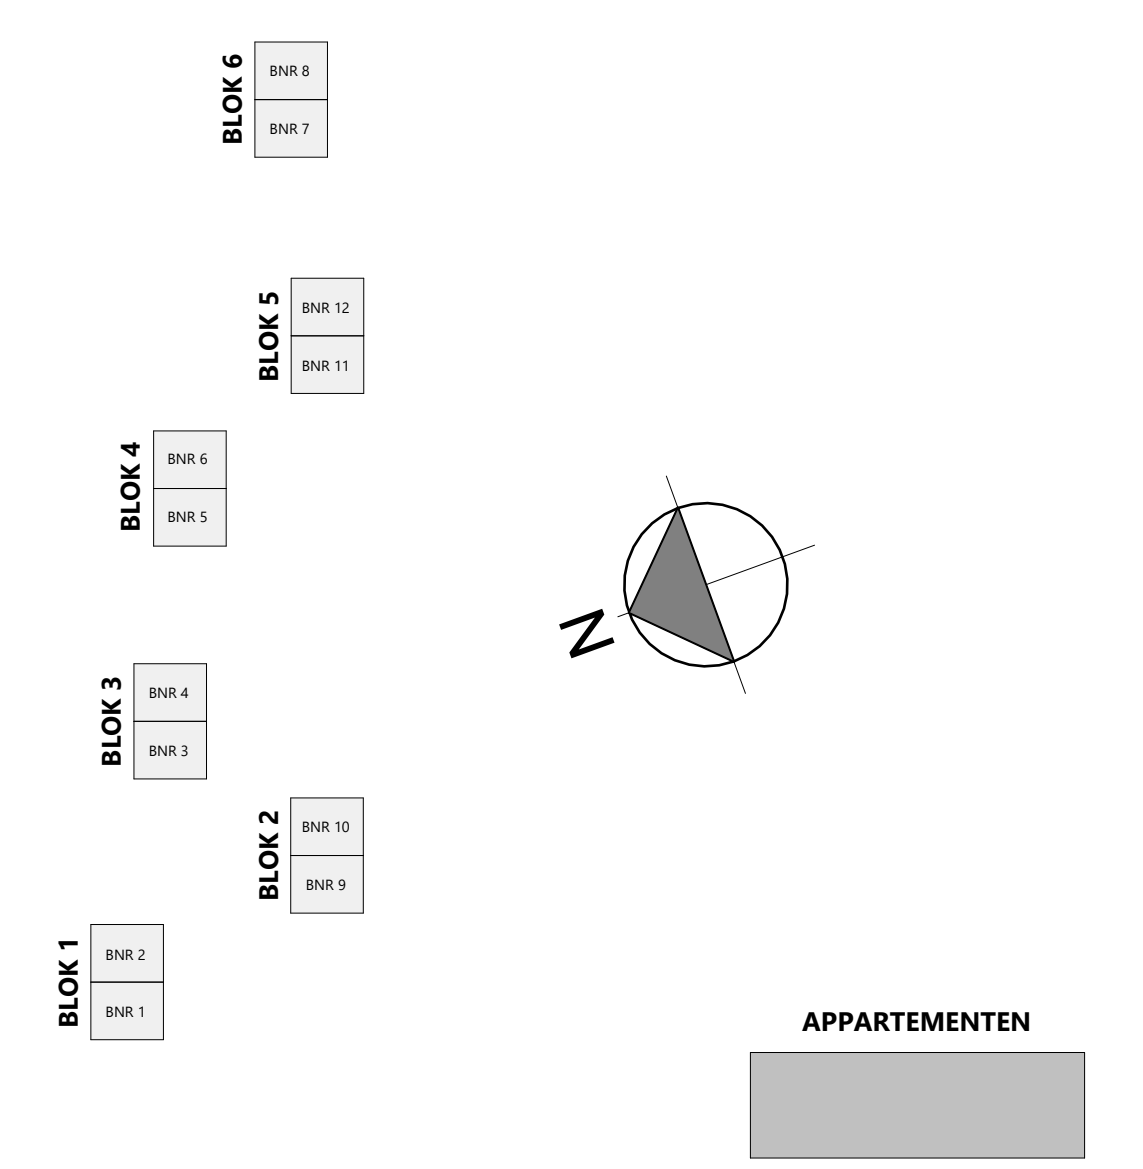 BLOK 6
BNR 8
BNR 7
BLOK 5
BNR 12
BNR 11
BLOK 4
BNR 6
BNR 5
N
BLOK 3
BNR 4
BNR 3
BLOK 2
BNR 10
BNR 9
BLOK 1
BNR 2
BNR 1
APPARTEMENTEN